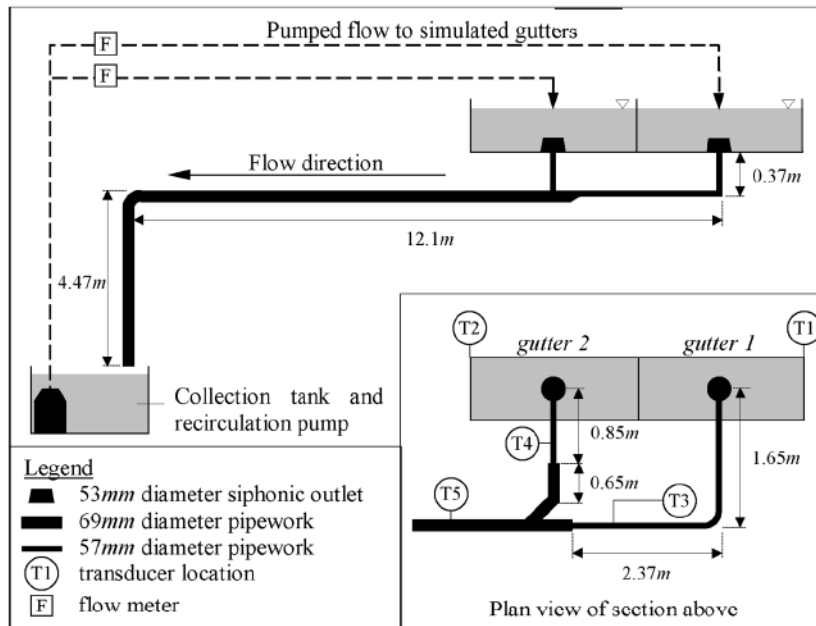 Pumped flow to simulated gutters
F
F
Flow direction
0.37m
12.1m
4.47m
Collection tank and
recirculation pump
T2
T1
gutter 2
gutter 1
T4
0.85m
1.65m
0.65m
T5
T3
2.37m
Plan view of section above
Legend
53mm diameter siphonic outlet
69mm diameter pipework
57mm diameter pipework
T1 transducer location
F flow meter